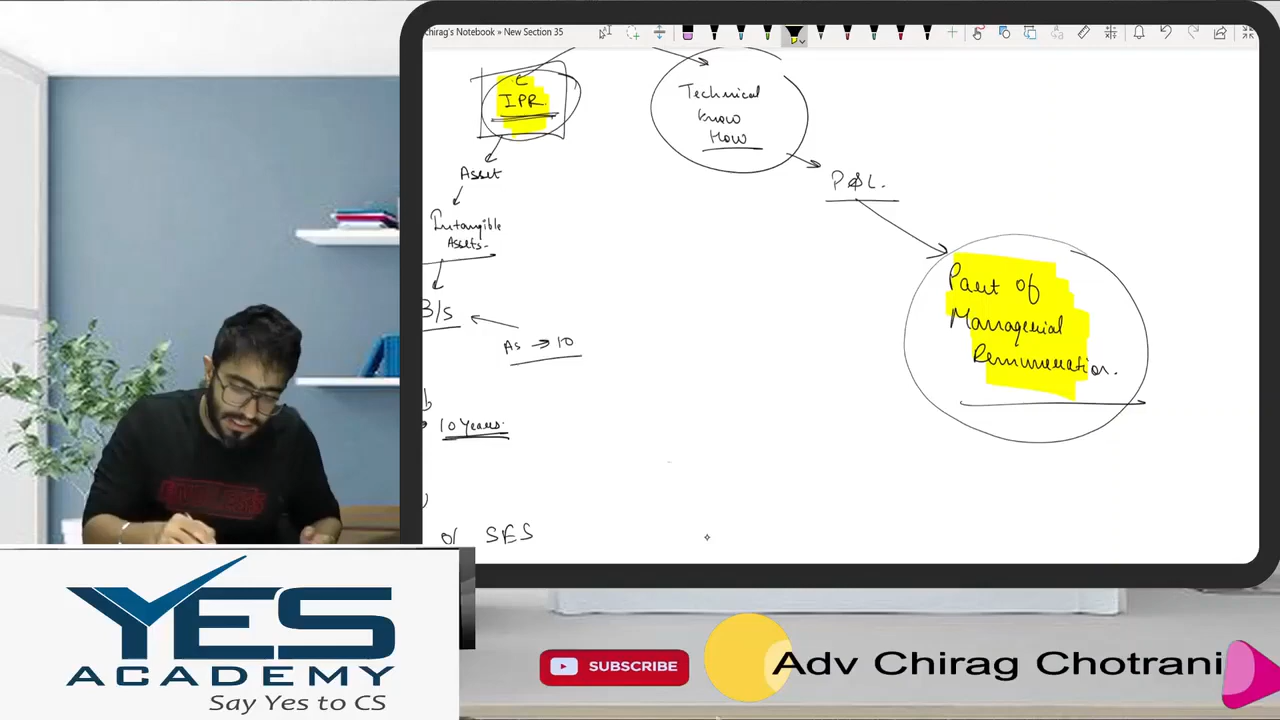 chirag's Notebook » New Section 35
IPR
Technical
Know
How
Asset
P&L.
Intangible
Assets.
Part of
Managerial
Remuneration.
B/S
As → 10
10 Years.
of SES
YES
ACADEMY
Say Yes to CS
SUBSCRIBE
Adv Chirag Chotrani